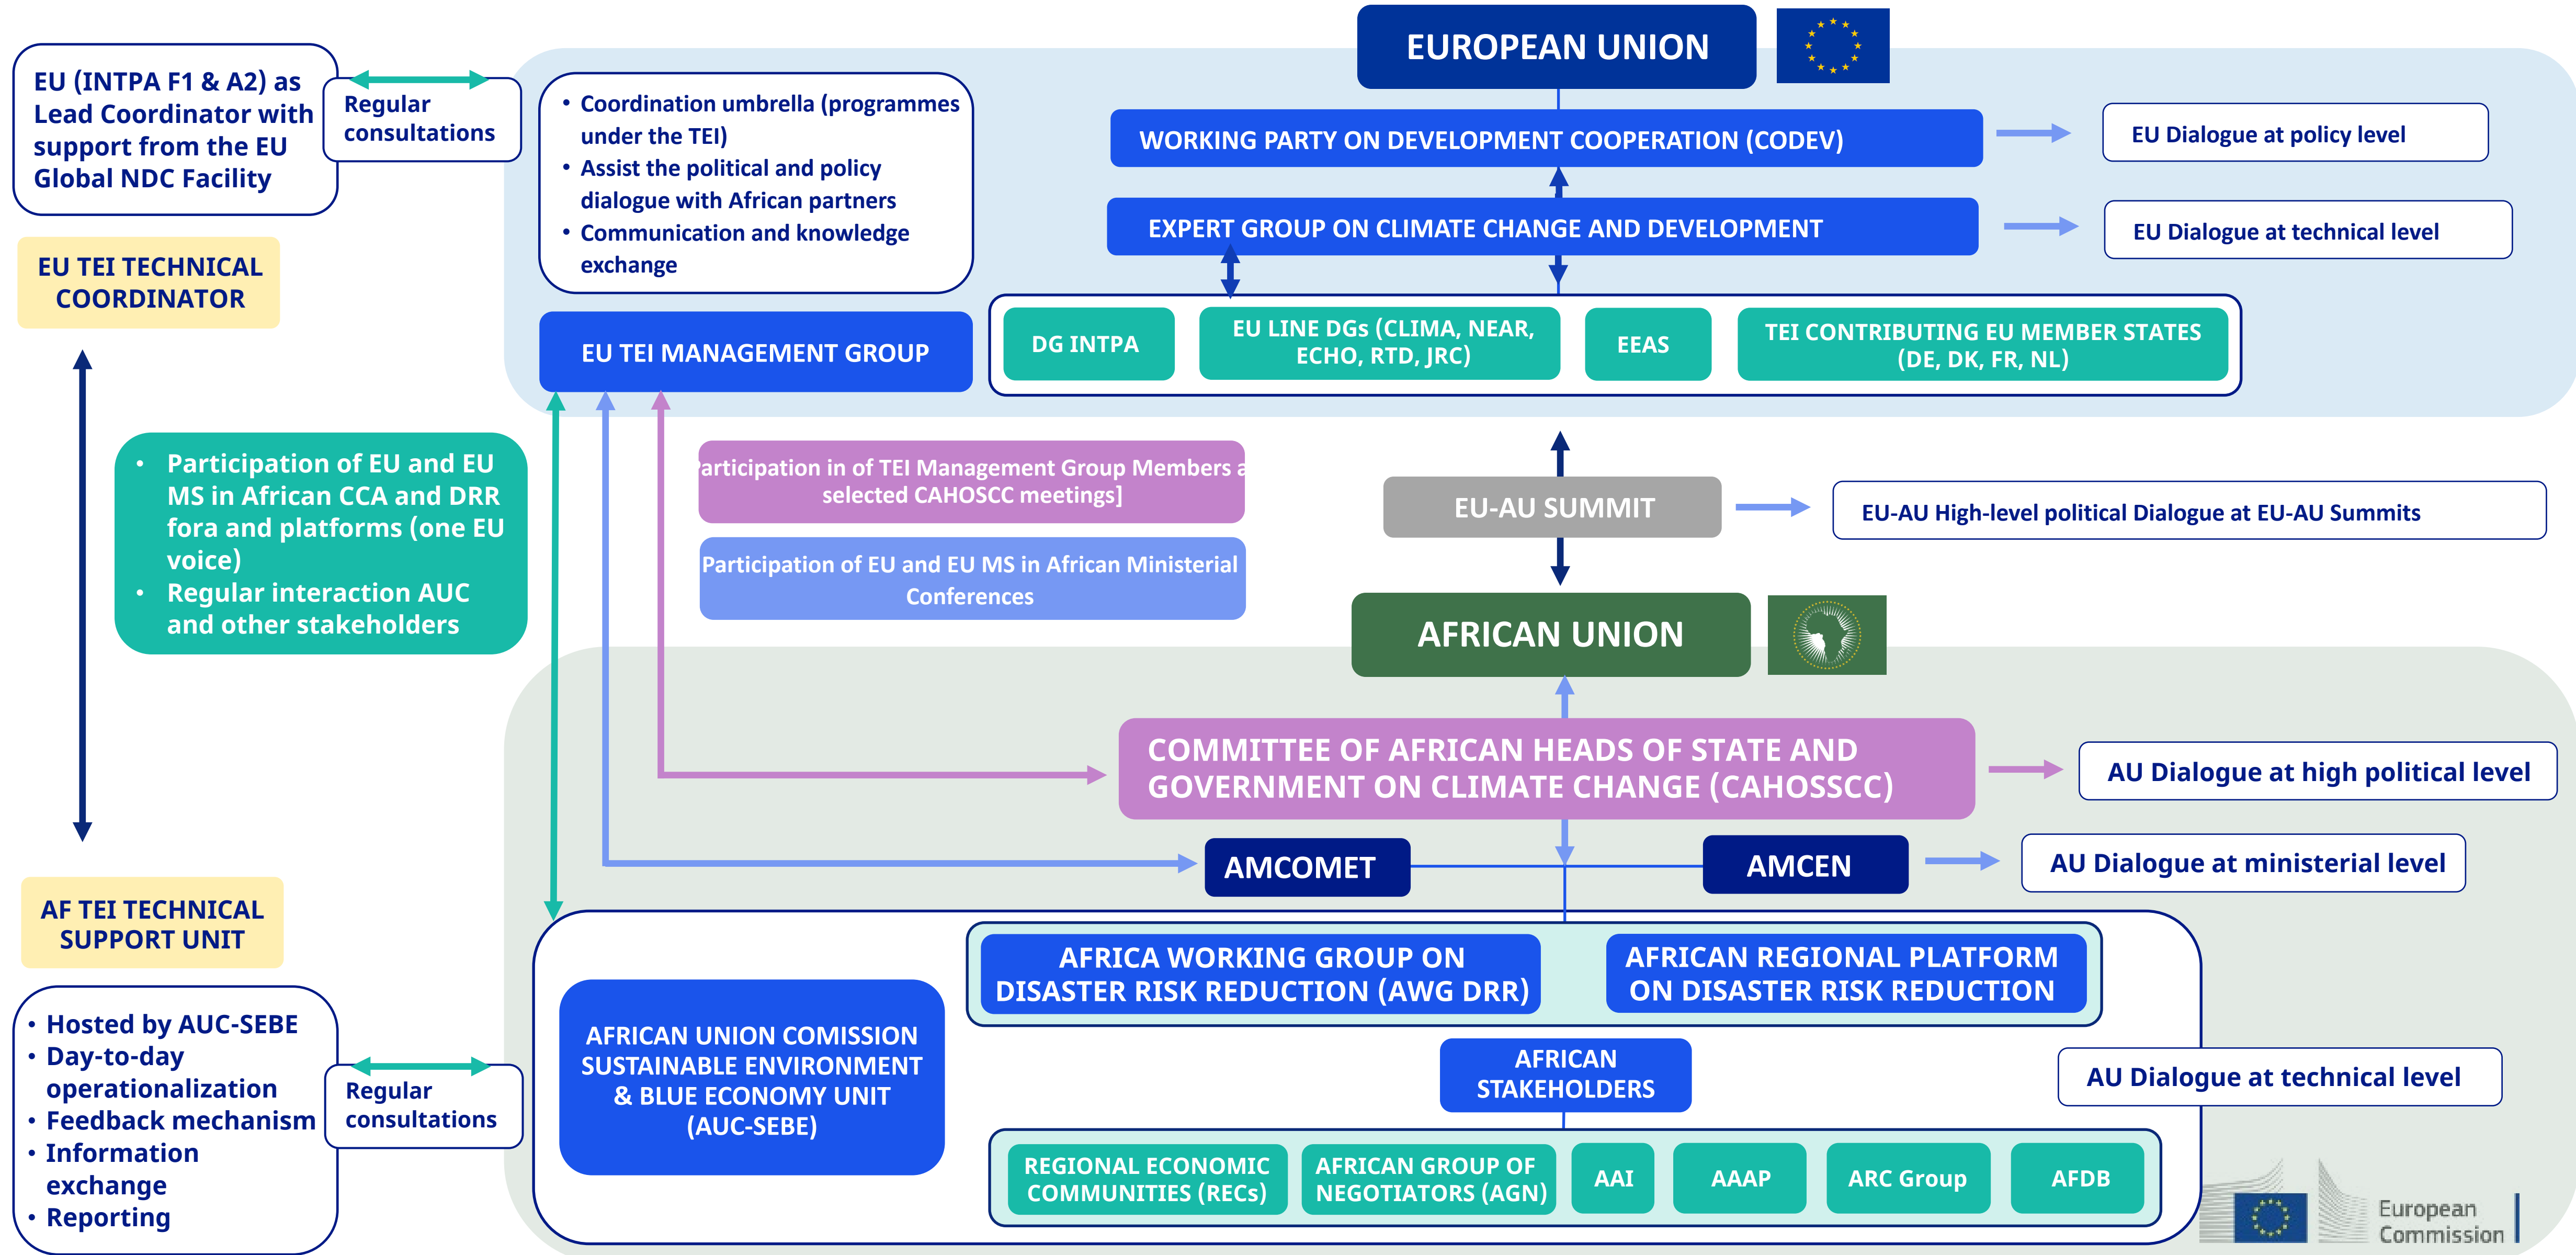 EU (INTPA F1 & A2) as
Lead Coordinator with
support from the EU
Global NDC Facility
Regular
consultations
EU TEI TECHNICAL
COORDINATOR
• Coordination umbrella (programmes
under the TEI)
• Assist the political and policy
dialogue with African partners
• Communication and knowledge
exchange
EU TEI MANAGEMENT GROUP
EUROPEAN UNION
WORKING PARTY ON DEVELOPMENT COOPERATION (CODEV)
EU Dialogue at policy level
EXPERT GROUP ON CLIMATE CHANGE AND DEVELOPMENT
EU Dialogue at technical level
DG INTPA
EU LINE DGs (CLIMA, NEAR,
ECHO, RTD, JRC)
EEAS
TEI CONTRIBUTING EU MEMBER STATES
(DE, DK, FR, NL)
• Participation of EU and EU
MS in African CCA and DRR
fora and platforms (one EU
voice)
• Regular interaction AUC
and other stakeholders
articipation in of TEI Management Group Members a
selected CAHOSCC meetings]
Participation of EU and EU MS in African Ministerial
Conferences
EU-AU SUMMIT
EU-AU High-level political Dialogue at EU-AU Summits
AFRICAN UNION
COMMITTEE OF AFRICAN HEADS OF STATE AND
GOVERNMENT ON CLIMATE CHANGE (CAHOSSCC)
AU Dialogue at high political level
AMCOMET
AMCEN
AU Dialogue at ministerial level
AF TEI TECHNICAL
SUPPORT UNIT
• Hosted by AUC-SEBE
• Day-to-day
operationalization
• Feedback mechanism
• Information
exchange
• Reporting
Regular
consultations
AFRICAN UNION COMISSION
SUSTAINABLE ENVIRONMENT
& BLUE ECONOMY UNIT
(AUC-SEBE)
AFRICA WORKING GROUP ON
DISASTER RISK REDUCTION (AWG DRR)
AFRICAN REGIONAL PLATFORM
ON DISASTER RISK REDUCTION
AFRICAN
STAKEHOLDERS
AU Dialogue at technical level
REGIONAL ECONOMIC
COMMUNITIES (RECs)
AFRICAN GROUP OF
NEGOTIATORS (AGN)
AAI
AAAP
ARC Group
AFDB
European
Commission